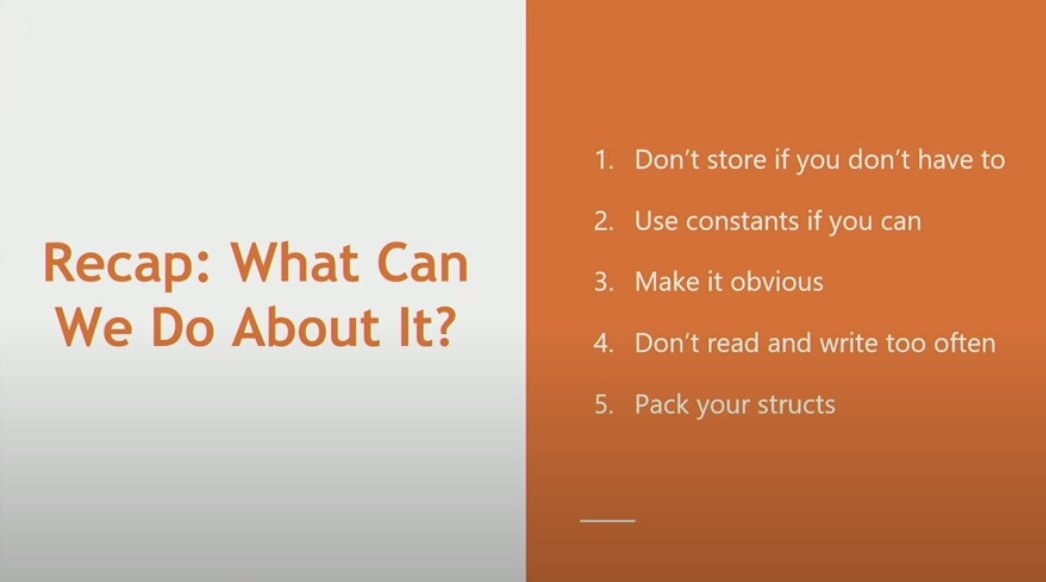 Recap: What Can
We Do About It?
1. Don't store if you don't have to
2. Use constants if you can
3. Make it obvious
4. Don't read and write too often
5. Pack your structs